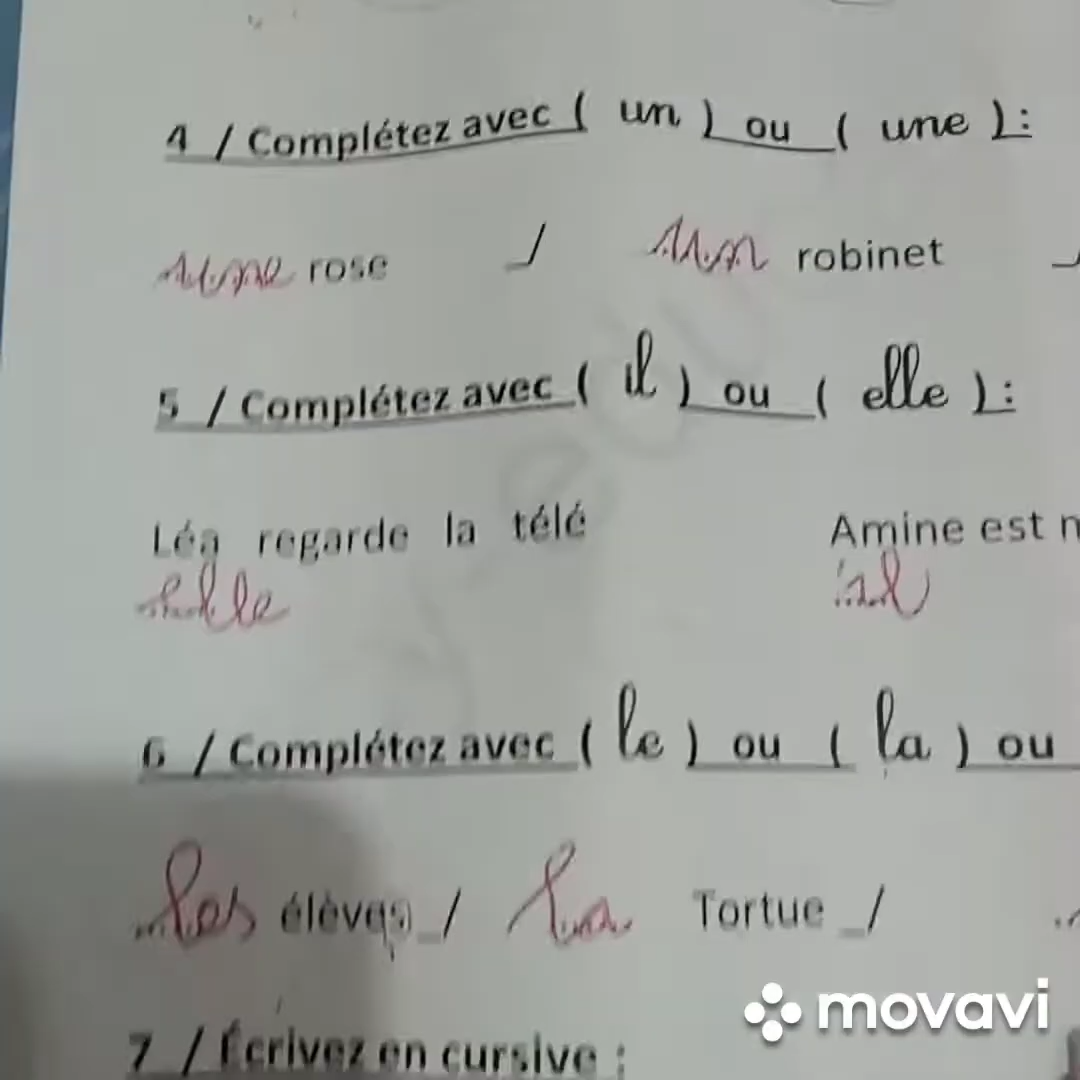 4 / Complétez avec ( un ) ou ( une ) :
une rose / un robinet
5 / Complétez avec ( il ) ou ( elle ) :
Léa regarde la télé Amine est
elle il
6 / Complétez avec ( le ) ou ( la ) ou
les élèves / la Tortue /
7 / Écrivez en cursive :
movavi